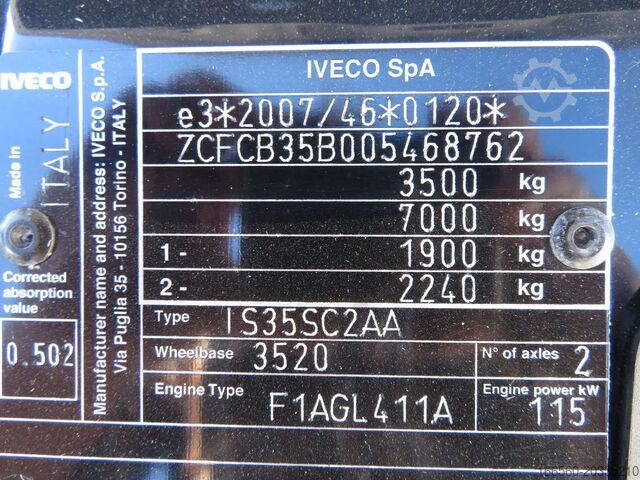 IVECO
Made in
ITALY
Corrected
absorption
value
0.502
Manufacturer name and address: IVECO S.p.A.
Via Puglia 35 - 10156 Torino - ITALY
IVECO SpA
e3*2007/46*0120*
ZCFCB35B005468762
3500 kg
7000 kg
1- 1900 kg
2- 2240 kg
Type IS35SC2AA
Wheelbase 3520 N° of axles 2
Engine Type F1AGL411A Engine power kW 115